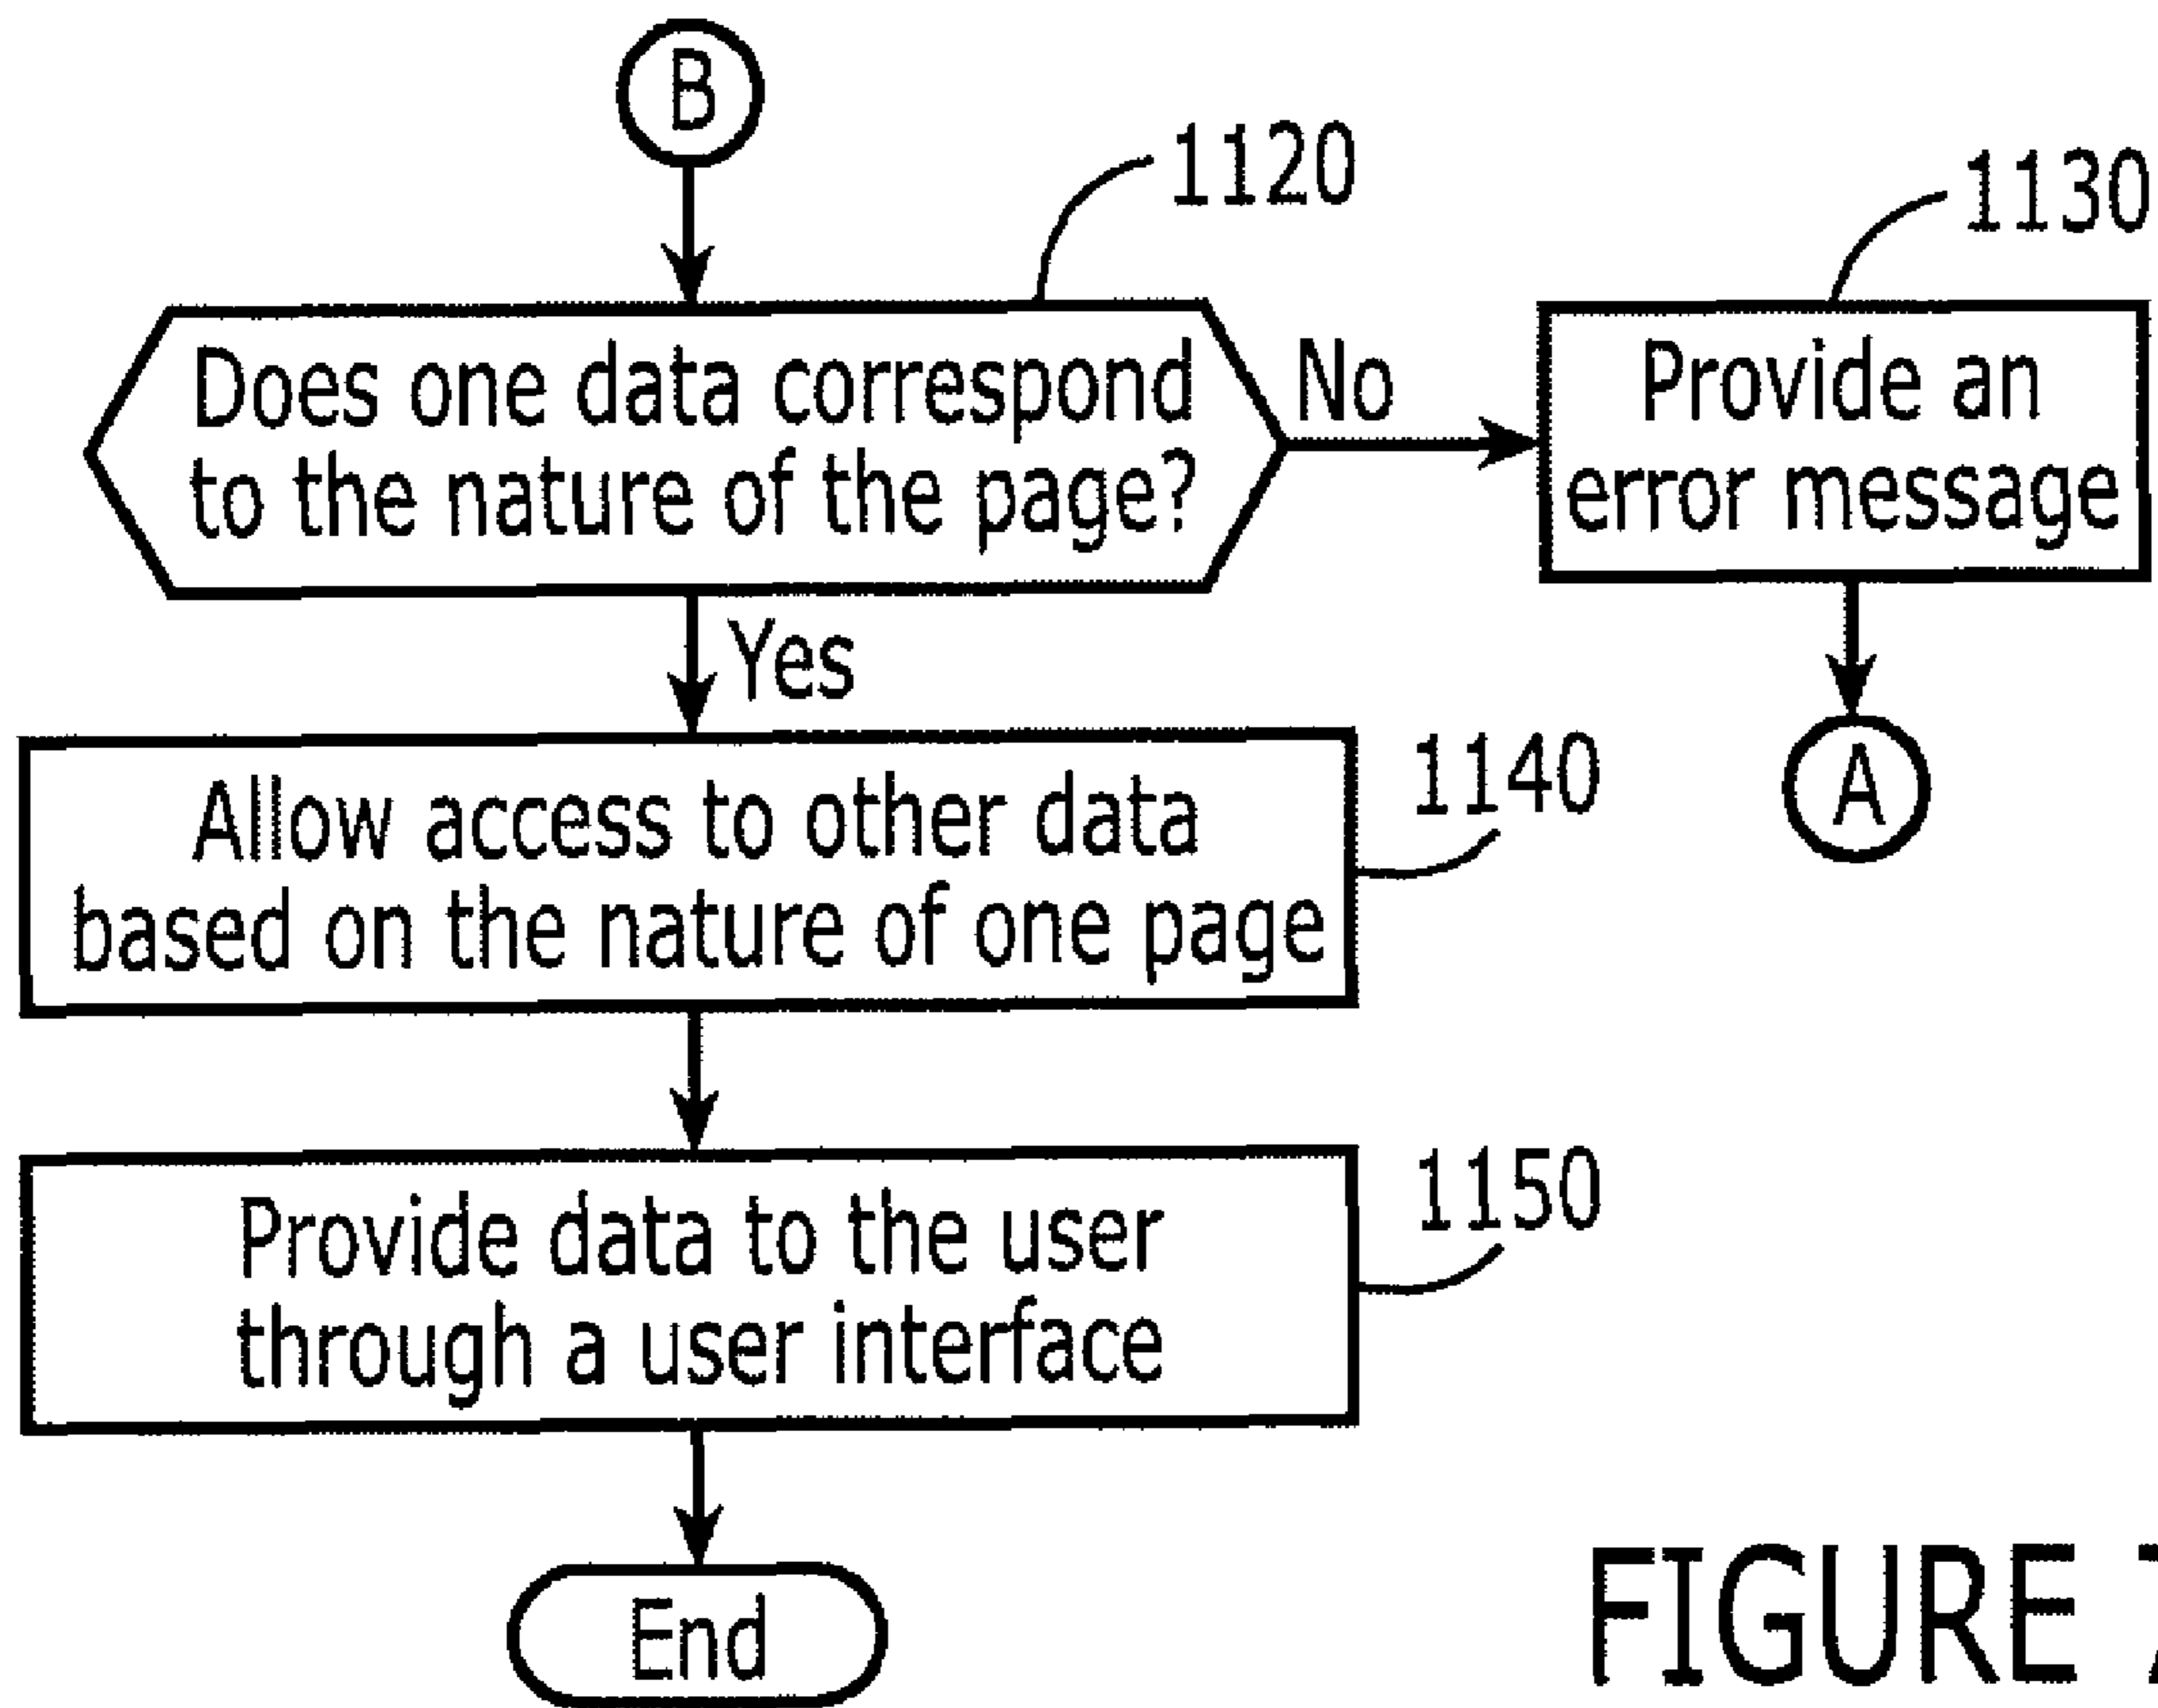 B
1120
1130
Does one data correspond
to the nature of the page?
No
Provide an
error message
Yes
A
Allow access to other data
based on the nature of one page
1140
Provide data to the user
through a user interface
1150
End
FIGURE